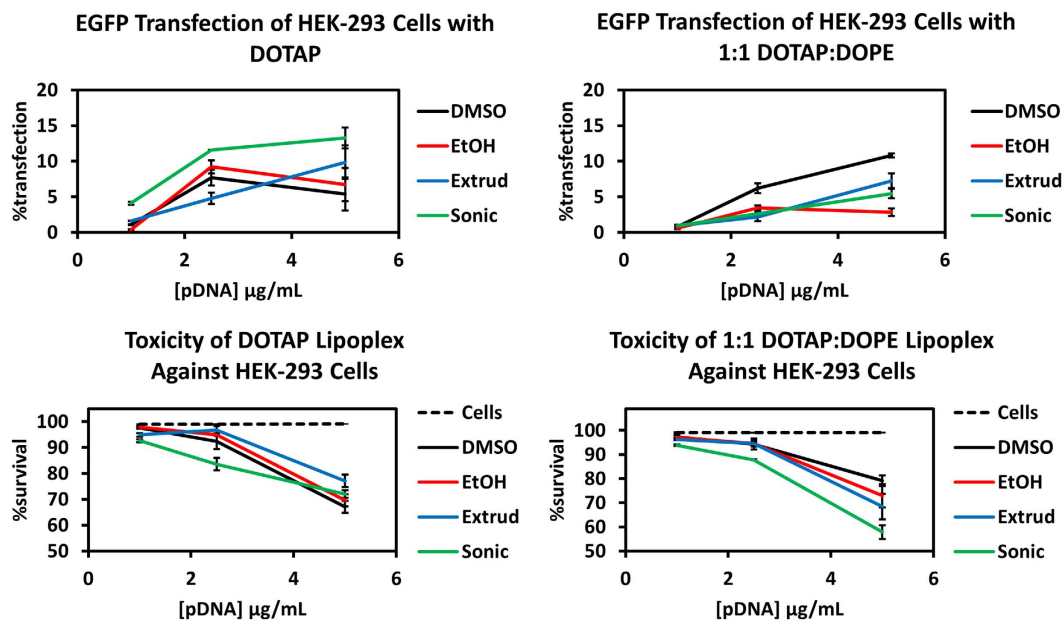 EGFP Transfection of HEK-293 Cells with
DOTAP
20
15
10
5
0
%transfection
0
2
4
6
[pDNA] µg/mL
DMSO
EtOH
Extrud
Sonic
EGFP Transfection of HEK-293 Cells with
1:1 DOTAP:DOPE
20
15
10
5
0
%transfection
0
2
4
6
[pDNA] µg/mL
DMSO
EtOH
Extrud
Sonic
Toxicity of DOTAP Lipoplex
Against HEK-293 Cells
100
90
80
70
60
50
%survival
0
2
4
6
[pDNA] µg/mL
Cells
DMSO
EtOH
Extrud
Sonic
Toxicity of 1:1 DOTAP:DOPE Lipoplex
Against HEK-293 Cells
100
90
80
70
60
50
%survival
0
2
4
6
[pDNA] µg/mL
Cells
DMSO
EtOH
Extrud
Sonic